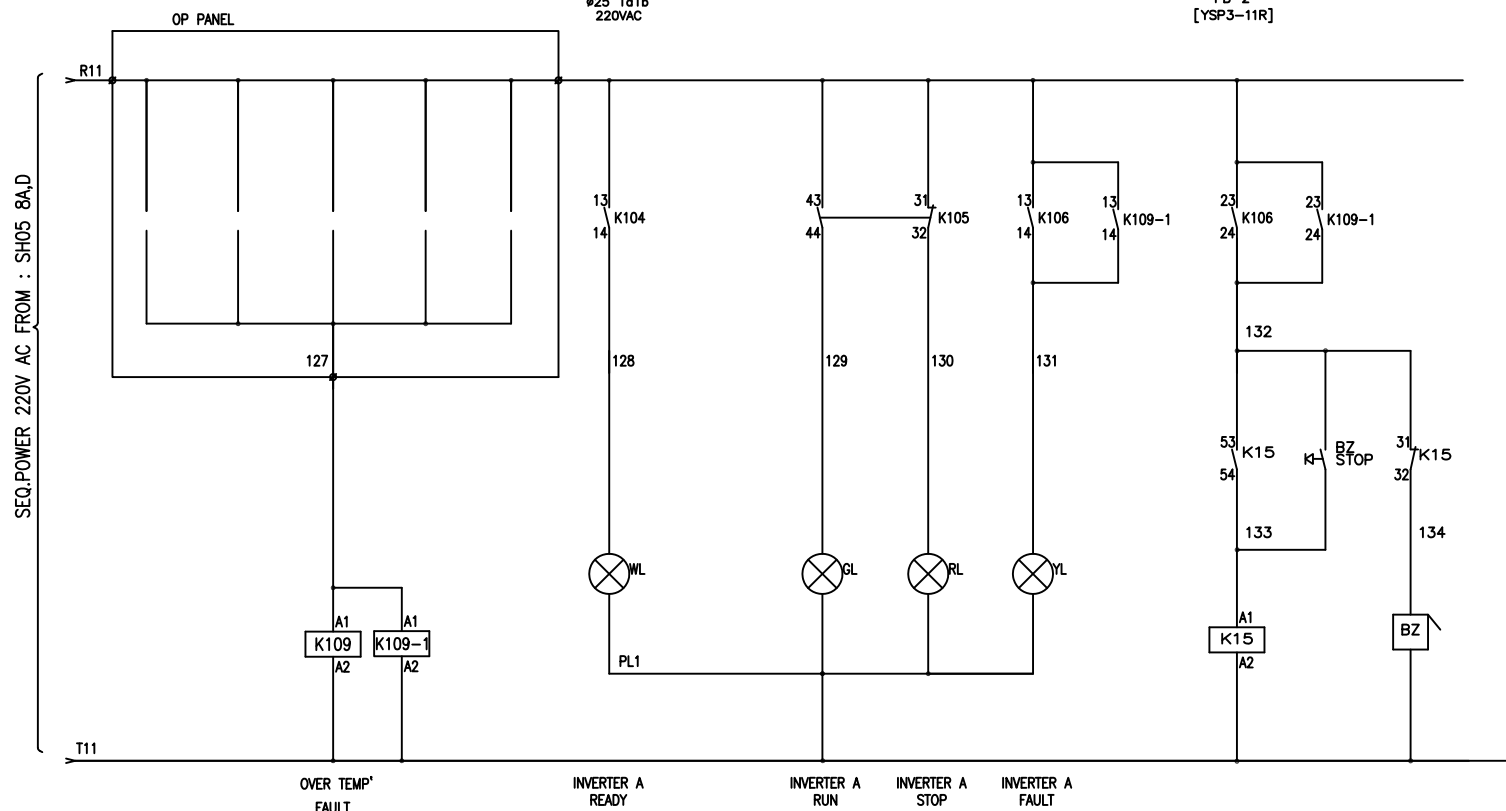 220VAC
[YSP3-11R]
OP PANEL
R11
SEQ.POWER 220V AC FROM : SH05 8A,D
13
K104
14
43
44
31
K105
32
13
K106
14
13
K109-1
14
23
K106
24
23
K109-1
24
127
128
129
130
131
132
53
K15
54
BZ
STOP
31
K15
32
133
134
WL
GL
RL
YL
A1
K109
A2
A1
K109-1
A2
A1
K15
A2
BZ
PL1
T11
OVER TEMP'
FAULT
INVERTER A
READY
INVERTER A
RUN
INVERTER A
STOP
INVERTER A
FAULT